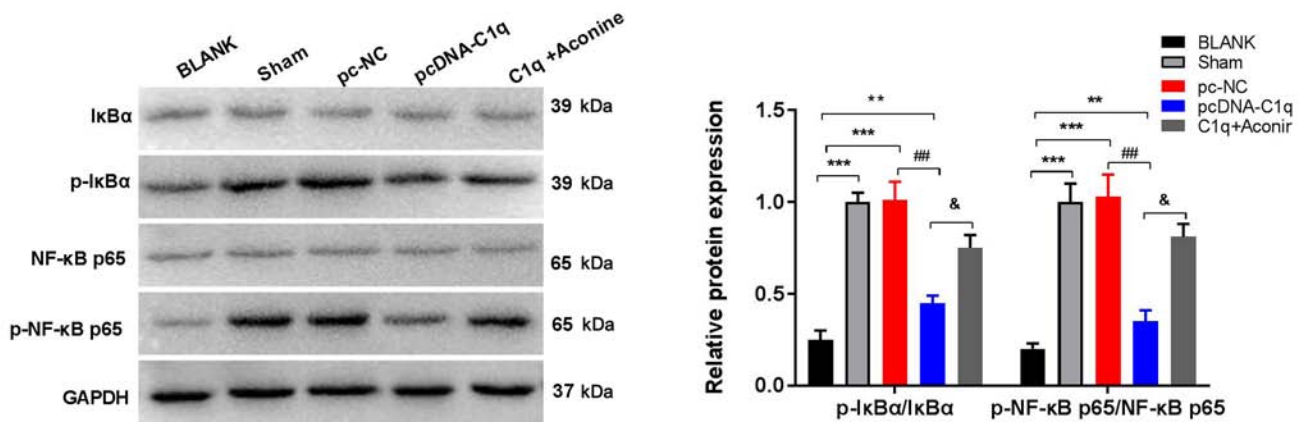 BLANK Sham pc-NC pcDNA-C1q C1q +Aconine
IκBα 39 kDa
p-IκBα 39 kDa
NF-κB p65 65 kDa
p-NF-κB p65 65 kDa
GAPDH 37 kDa
BLANK
Sham
pc-NC
pcDNA-C1q
C1q+Aconir
Relative protein expression
1.5
1.0
0.5
0.0
** **
*** ***
*** ## *** ##
& &
p-IκBα/IκBα p-NF-κB p65/NF-κB p65